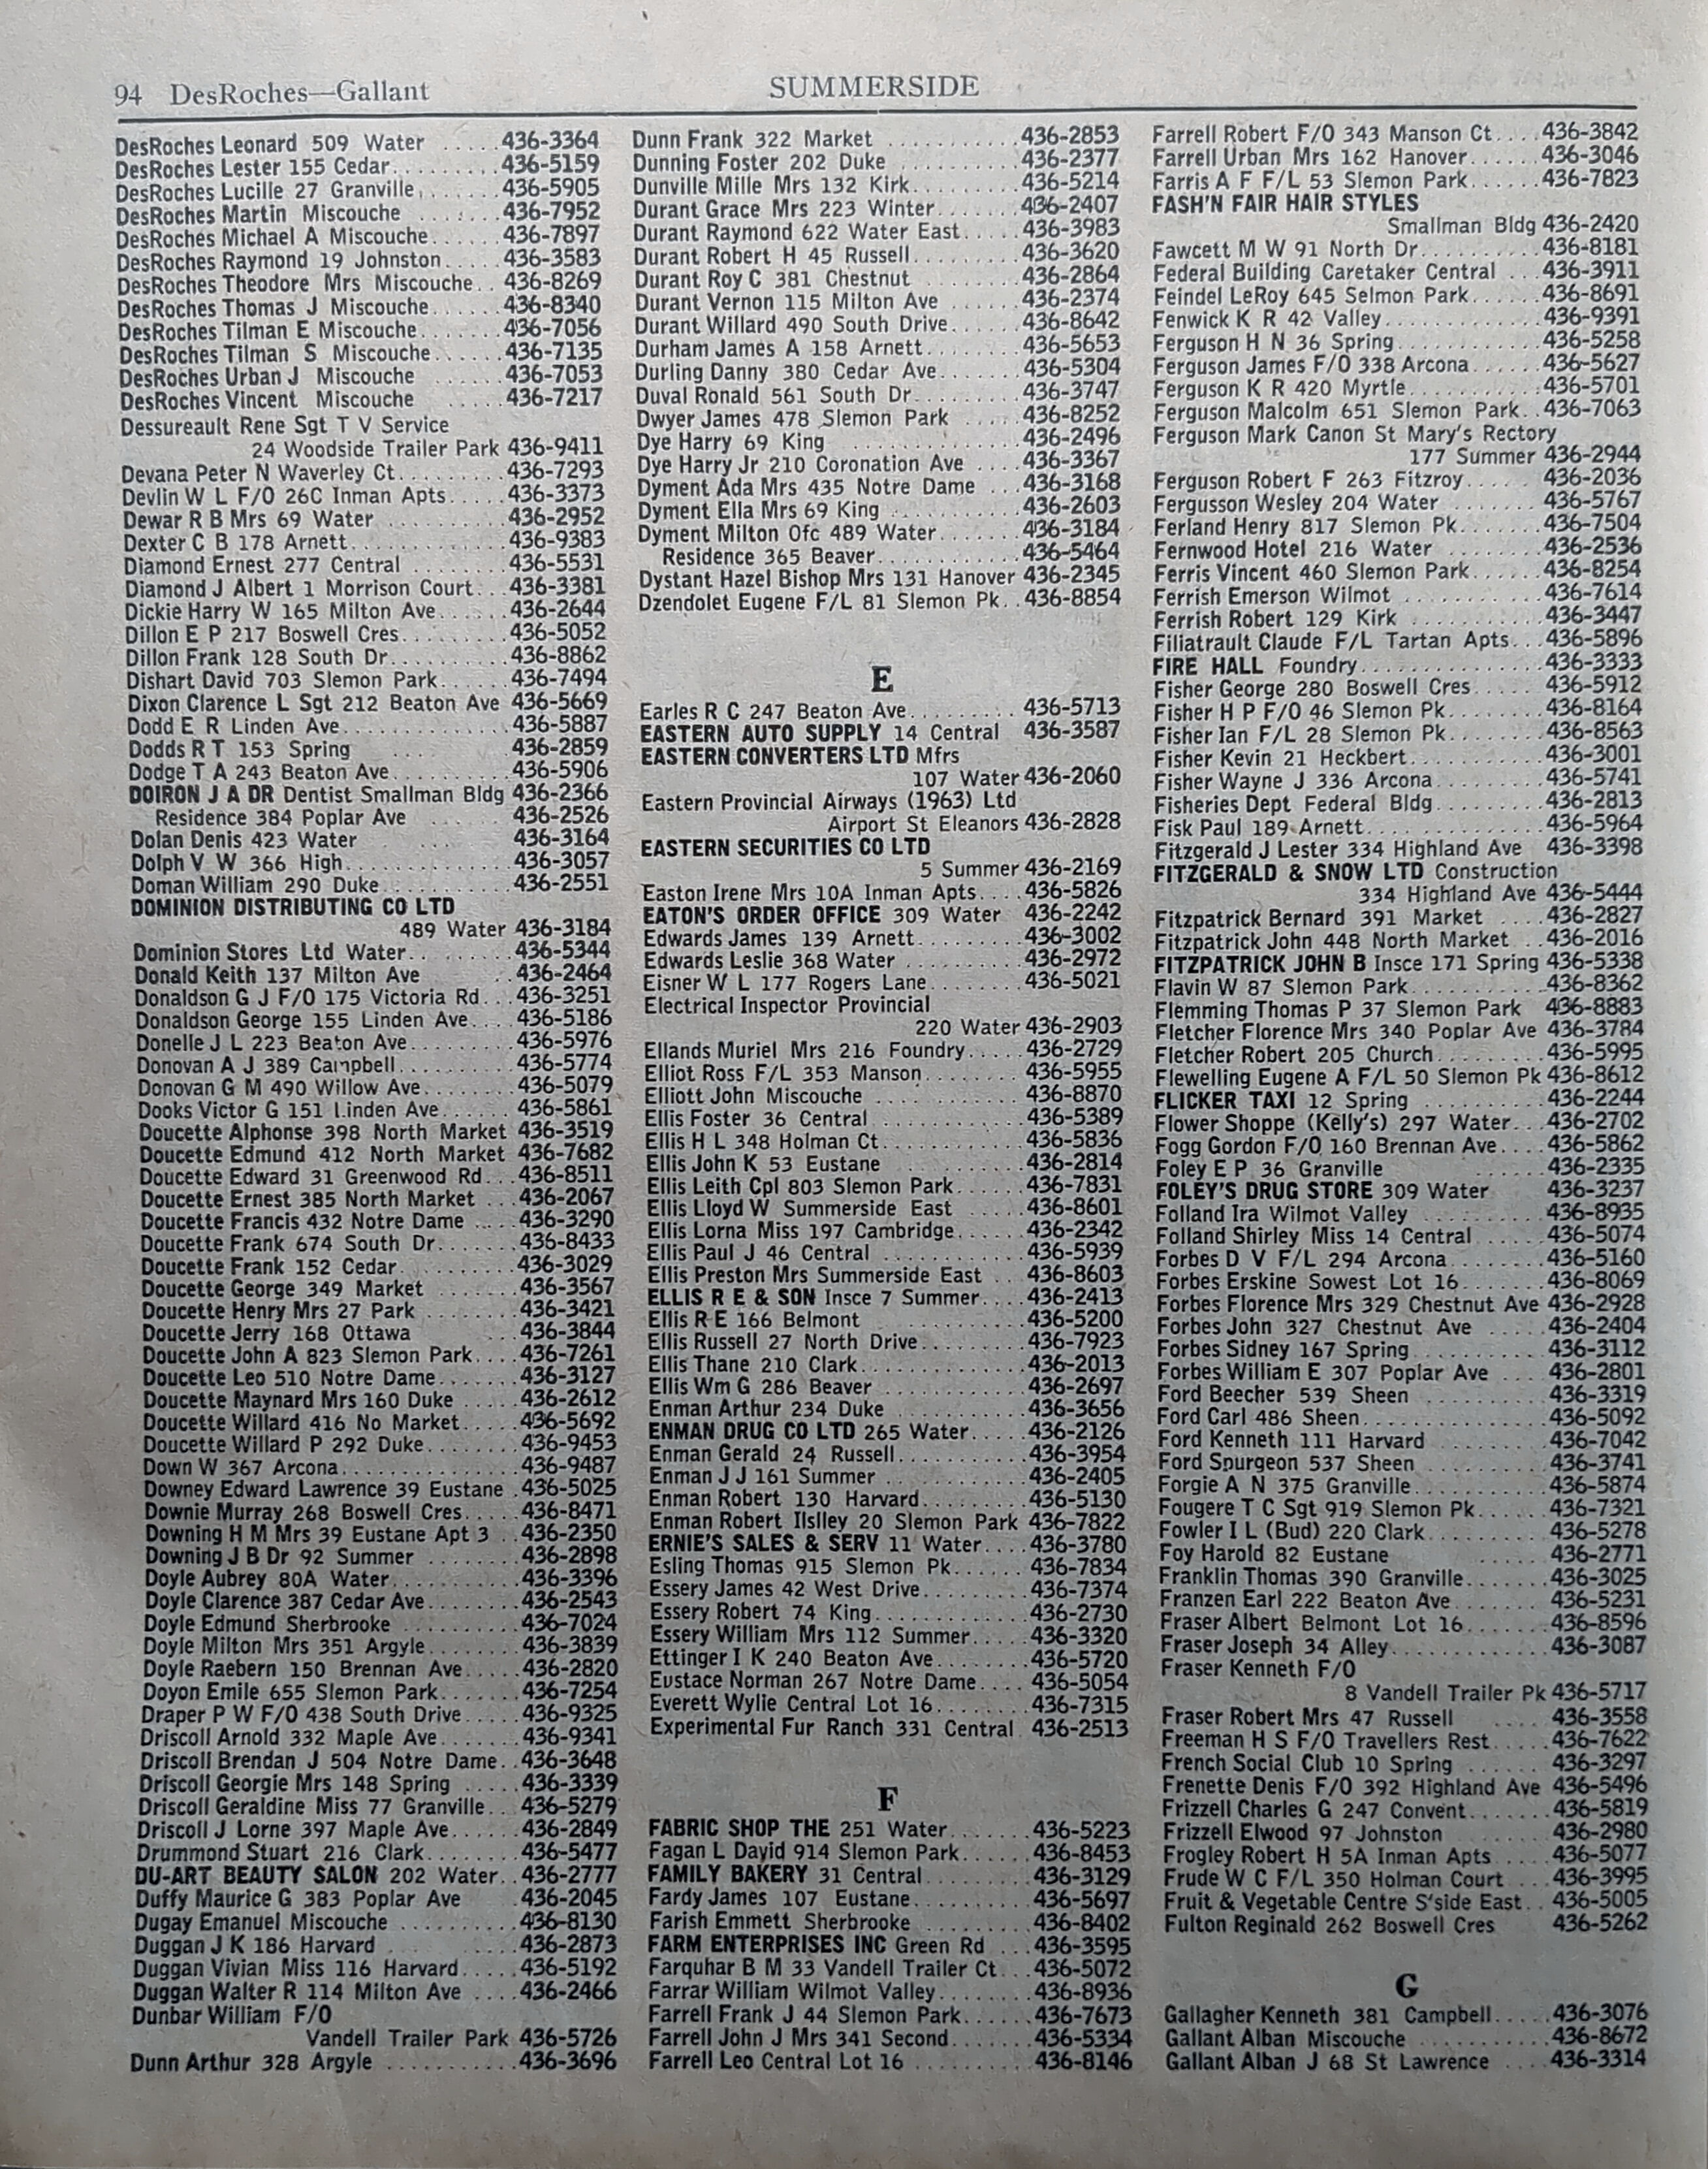 94 DesRoches—Gallant
SUMMERSIDE
DesRoches Leonard 509 Water 436-3364
DesRoches Lester 155 Cedar 436-5159
DesRoches Lucille 27 Granville 436-5905
DesRoches Martin Miscouche 436-7952
DesRoches Michael A Miscouche 436-7897
DesRoches Raymond 19 Johnston 436-3583
DesRoches Theodore Mrs Miscouche 436-8269
DesRoches Thomas J Miscouche 436-8340
DesRoches Tilman E Miscouche 436-7056
DesRoches Tilman S Miscouche 436-7135
DesRoches Urban J Miscouche 436-7053
DesRoches Vincent Miscouche 436-7217
Dessureault Rene Sgt T V Service
24 Woodside Trailer Park 436-9411
Devana Peter N Waverley Ct 436-7293
Devlin W L F/O 26C Inman Apts 436-3373
Dewar R B Mrs 69 Water 436-2952
Dexter C B 178 Arnett 436-9383
Diamond Ernest 277 Central 436-5531
Diamond J Albert 1 Morrison Court 436-3381
Dickie Harry W 165 Milton Ave 436-2644
Dillon E P 217 Boswell Cres 436-5052
Dillon Frank 128 South Dr 436-8862
Dishart David 703 Slemon Park 436-7494
Dixon Clarence L Sgt 212 Beaton Ave 436-5669
Dodd E R Linden Ave 436-5887
Dodds R T 153 Spring 436-2859
Dodge T A 243 Beaton Ave 436-5906
DOIRON J A DR Dentist Smallman Bldg 436-2366
Residence 384 Poplar Ave 436-2526
Dolan Denis 423 Water 436-3164
Dolph V W 366 High 436-3057
Doman William 290 Duke 436-2551
DOMINION DISTRIBUTING CO LTD
489 Water 436-3184
Dominion Stores Ltd Water 436-5344
Donald Keith 137 Milton Ave 436-2464
Donaldson G J F/O 175 Victoria Rd 436-3251
Donaldson George 155 Linden Ave 436-5186
Donelle J L 223 Beaton Ave 436-5976
Donovan A J 389 Campbell 436-5774
Donovan G M 490 Willow Ave 436-5079
Dooks Victor G 151 Linden Ave 436-5861
Doucette Alphonse 398 North Market 436-3519
Doucette Edmund 412 North Market 436-7682
Doucette Edward 31 Greenwood Rd 436-8511
Doucette Ernest 385 North Market 436-2067
Doucette Francis 432 Notre Dame 436-3290
Doucette Frank 674 South Dr 436-8433
Doucette Frank 152 Cedar 436-3029
Doucette George 349 Market 436-3567
Doucette Henry Mrs 27 Park 436-3421
Doucette Jerry 168 Ottawa 436-3844
Doucette John A 823 Slemon Park 436-7261
Doucette Leo 510 Notre Dame 436-3127
Doucette Maynard Mrs 160 Duke 436-2612
Doucette Willard 416 No Market 436-5692
Doucette Willard P 292 Duke 436-9453
Down W 367 Arcona 436-9487
Downey Edward Lawrence 39 Eustane 436-5025
Downie Murray 268 Boswell Cres 436-8471
Downing H M Mrs 39 Eustane Apt 3 436-2350
Downing J B Dr 92 Summer 436-2898
Doyle Aubrey 80A Water 436-3396
Doyle Clarence 387 Cedar Ave 436-2543
Doyle Edmund Sherbrooke 436-7024
Doyle Milton Mrs 351 Argyle 436-3839
Doyle Raebern 150 Brennan Ave 436-2820
Doyon Emile 655 Slemon Park 436-7254
Draper P W F/O 438 South Drive 436-9325
Driscoll Arnold 332 Maple Ave 436-9341
Driscoll Brendan J 504 Notre Dame 436-3648
Driscoll Georgie Mrs 148 Spring 436-3339
Driscoll Geraldine Miss 77 Granville 436-5279
Driscoll J Lorne 397 Maple Ave 436-2849
Drummond Stuart 216 Clark 436-5477
DU-ART BEAUTY SALON 202 Water 436-2777
Duffy Maurice G 383 Poplar Ave 436-2045
Dugay Emanuel Miscouche 436-8130
Duggan J K 186 Harvard 436-2873
Duggan Vivian Miss 116 Harvard 436-5192
Duggan Walter R 114 Milton Ave 436-2466
Dunbar William F/O
Vandell Trailer Park 436-5726
Dunn Arthur 328 Argyle 436-3696
Dunn Frank 322 Market 436-2853
Dunning Foster 202 Duke 436-2377
Dunville Mille Mrs 132 Kirk 436-5214
Durant Grace Mrs 223 Winter 436-2407
Durant Raymond 622 Water East 436-3983
Durant Robert H 45 Russell 436-3620
Durant Roy C 381 Chestnut 436-2864
Durant Vernon 115 Milton Ave 436-2374
Durant Willard 490 South Drive 436-8642
Durham James A 158 Arnett 436-5653
Durling Danny 380 Cedar Ave 436-5304
Duval Ronald 561 South Dr 436-3747
Dwyer James 478 Slemon Park 436-8252
Dye Harry 69 King 436-2496
Dye Harry Jr 210 Coronation Ave 436-3367
Dyment Ada Mrs 435 Notre Dame 436-3168
Dyment Ella Mrs 69 King 436-2603
Dyment Milton Ofc 489 Water 436-3184
Residence 365 Beaver 436-5464
Dystant Hazel Bishop Mrs 131 Hanover 436-2345
Dzendolet Eugene F/L 81 Slemon Pk 436-8854
E
Earles R C 247 Beaton Ave 436-5713
EASTERN AUTO SUPPLY 14 Central 436-3587
EASTERN CONVERTERS LTD Mfrs
107 Water 436-2060
Eastern Provincial Airways (1963) Ltd
Airport St Eleanors 436-2828
EASTERN SECURITIES CO LTD
5 Summer 436-2169
Easton Irene Mrs 10A Inman Apts 436-5826
EATON'S ORDER OFFICE 309 Water 436-2242
Edwards James 139 Arnett 436-3002
Edwards Leslie 368 Water 436-2972
Eisner W L 177 Rogers Lane 436-5021
Electrical Inspector Provincial
220 Water 436-2903
Ellands Muriel Mrs 216 Foundry 436-2729
Elliot Ross F/L 353 Manson 436-5955
Elliott John Miscouche 436-8870
Ellis Foster 36 Central 436-5389
Ellis H L 348 Holman Ct 436-5836
Ellis John K 53 Eustane 436-2814
Ellis Leith Cpl 803 Slemon Park 436-7831
Ellis Lloyd W Summerside East 436-8601
Ellis Lorna Miss 197 Cambridge 436-2342
Ellis Paul J 46 Central 436-5939
Ellis Preston Mrs Summerside East 436-8603
ELLIS R E & SON Insce 7 Summer 436-2413
Ellis R E 166 Belmont 436-5200
Ellis Russell 27 North Drive 436-7923
Ellis Thane 210 Clark 436-2013
Ellis Wm G 286 Beaver 436-2697
Enman Arthur 234 Duke 436-3656
ENMAN DRUG CO LTD 265 Water 436-2126
Enman Gerald 24 Russell 436-3954
Enman J J 161 Summer 436-2405
Enman Robert 130 Harvard 436-5130
Enman Robert Ilslley 20 Slemon Park 436-7822
ERNIE'S SALES & SERV 11 Water 436-3780
Esling Thomas 915 Slemon Pk 436-7834
Essery James 42 West Drive 436-7374
Essery Robert 74 King 436-2730
Essery William Mrs 112 Summer 436-3320
Ettinger I K 240 Beaton Ave 436-5720
Eustace Norman 267 Notre Dame 436-5054
Everett Wylie Central Lot 16 436-7315
Experimental Fur Ranch 331 Central 436-2513
F
FABRIC SHOP THE 251 Water 436-5223
Fagan L David 914 Slemon Park 436-8453
FAMILY BAKERY 31 Central 436-3129
Fardy James 107 Eustane 436-5697
Farish Emmett Sherbrooke 436-8402
FARM ENTERPRISES INC Green Rd 436-3595
Farquhar B M 33 Vandell Trailer Ct 436-5072
Farrar William Wilmot Valley 436-8936
Farrell Frank J 44 Slemon Park 436-7673
Farrell John J Mrs 341 Second 436-5334
Farrell Leo Central Lot 16 436-8146
Farrell Robert F/O 343 Manson Ct 436-3842
Farrell Urban Mrs 162 Hanover 436-3046
Farris A F F/L 53 Slemon Park 436-7823
FASH'N FAIR HAIR STYLES
Smallman Bldg 436-2420
Fawcett M W 91 North Dr 436-8181
Federal Building Caretaker Central 436-3911
Feindel LeRoy 645 Selmon Park 436-8691
Fenwick K R 42 Valley 436-9391
Ferguson H N 36 Spring 436-5258
Ferguson James F/O 338 Arcona 436-5627
Ferguson K R 420 Myrtle 436-5701
Ferguson Malcolm 651 Slemon Park 436-7063
Ferguson Mark Canon St Mary's Rectory
177 Summer 436-2944
Ferguson Robert F 263 Fitzroy 436-2036
Fergusson Wesley 204 Water 436-5767
Ferland Henry 817 Slemon Pk 436-7504
Fernwood Hotel 216 Water 436-2536
Ferris Vincent 460 Slemon Park 436-8254
Ferrish Emerson Wilmot 436-7614
Ferrish Robert 129 Kirk 436-3447
Filiatrault Claude F/L Tartan Apts 436-5896
FIRE HALL Foundry 436-3333
Fisher George 280 Boswell Cres 436-5912
Fisher H P F/O 46 Slemon Pk 436-8164
Fisher Ian F/L 28 Slemon Pk 436-8563
Fisher Kevin 21 Heckbert 436-3001
Fisher Wayne J 336 Arcona 436-5741
Fisheries Dept Federal Bldg 436-2813
Fisk Paul 189 Arnett 436-5964
Fitzgerald J Lester 334 Highland Ave 436-3398
FITZGERALD & SNOW LTD Construction
334 Highland Ave 436-5444
Fitzpatrick Bernard 391 Market 436-2827
Fitzpatrick John 448 North Market 436-2016
FITZPATRICK JOHN B Insce 171 Spring 436-5338
Flavin W 87 Slemon Park 436-8362
Flemming Thomas P 37 Slemon Park 436-8883
Fletcher Florence Mrs 340 Poplar Ave 436-3784
Fletcher Robert 205 Church 436-5995
Flewelling Eugene A F/L 50 Slemon Pk 436-8612
FLICKER TAXI 12 Spring 436-2244
Flower Shoppe (Kelly's) 297 Water 436-2702
Fogg Gordon F/O 160 Brennan Ave 436-5862
Foley E P 36 Granville 436-2335
FOLEY'S DRUG STORE 309 Water 436-3237
Folland Ira Wilmot Valley 436-8935
Folland Shirley Miss 14 Central 436-5074
Forbes D V F/L 294 Arcona 436-5160
Forbes Erskine Sowest Lot 16 436-8069
Forbes Florence Mrs 329 Chestnut Ave 436-2928
Forbes John 327 Chestnut Ave 436-2404
Forbes Sidney 167 Spring 436-3112
Forbes William E 307 Poplar Ave 436-2801
Ford Beecher 539 Sheen 436-3319
Ford Carl 486 Sheen 436-5092
Ford Kenneth 111 Harvard 436-7042
Ford Spurgeon 537 Sheen 436-3741
Forgie A N 375 Granville 436-5874
Fougere T C Sgt 919 Slemon Pk 436-7321
Fowler I L (Bud) 220 Clark 436-5278
Foy Harold 82 Eustane 436-2771
Franklin Thomas 390 Granville 436-3025
Franzen Earl 222 Beaton Ave 436-5231
Fraser Albert Belmont Lot 16 436-8596
Fraser Joseph 34 Alley 436-3087
Fraser Kenneth F/O
8 Vandell Trailer Pk 436-5717
Fraser Robert Mrs 47 Russell 436-3558
Freeman H S F/O Travellers Rest 436-7622
French Social Club 10 Spring 436-3297
Frenette Denis F/O 392 Highland Ave 436-5496
Frizzell Charles G 247 Convent 436-5819
Frizzell Elwood 97 Johnston 436-2980
Frogley Robert H 5A Inman Apts 436-5077
Frude W C F/L 350 Holman Court 436-3995
Fruit & Vegetable Centre S'side East 436-5005
Fulton Reginald 262 Boswell Cres 436-5262
G
Gallagher Kenneth 381 Campbell 436-3076
Gallant Alban Miscouche 436-8672
Gallant Alban J 68 St Lawrence 436-3314